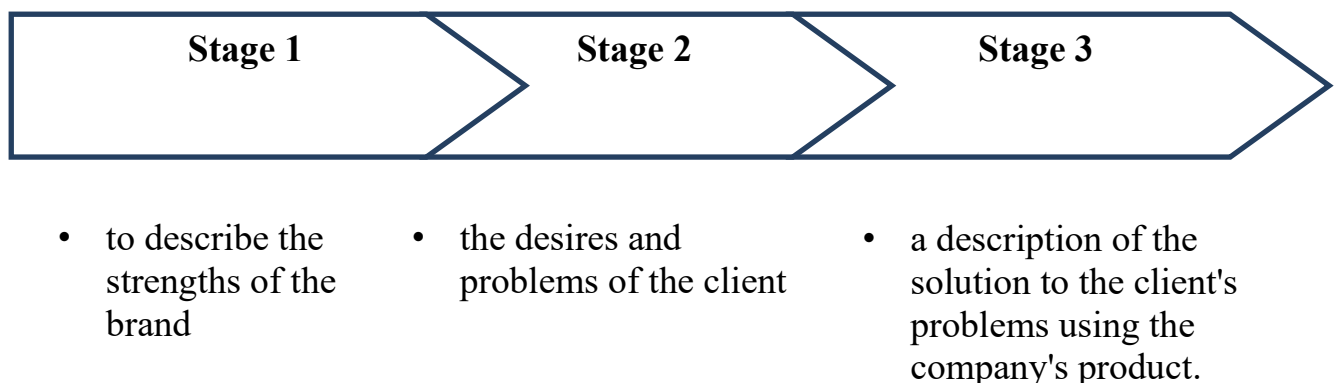 Stage 1
Stage 2
Stage 3
• to describe the
strengths of the
brand
• the desires and
problems of the client
• a description of the
solution to the client's
problems using the
company's product.